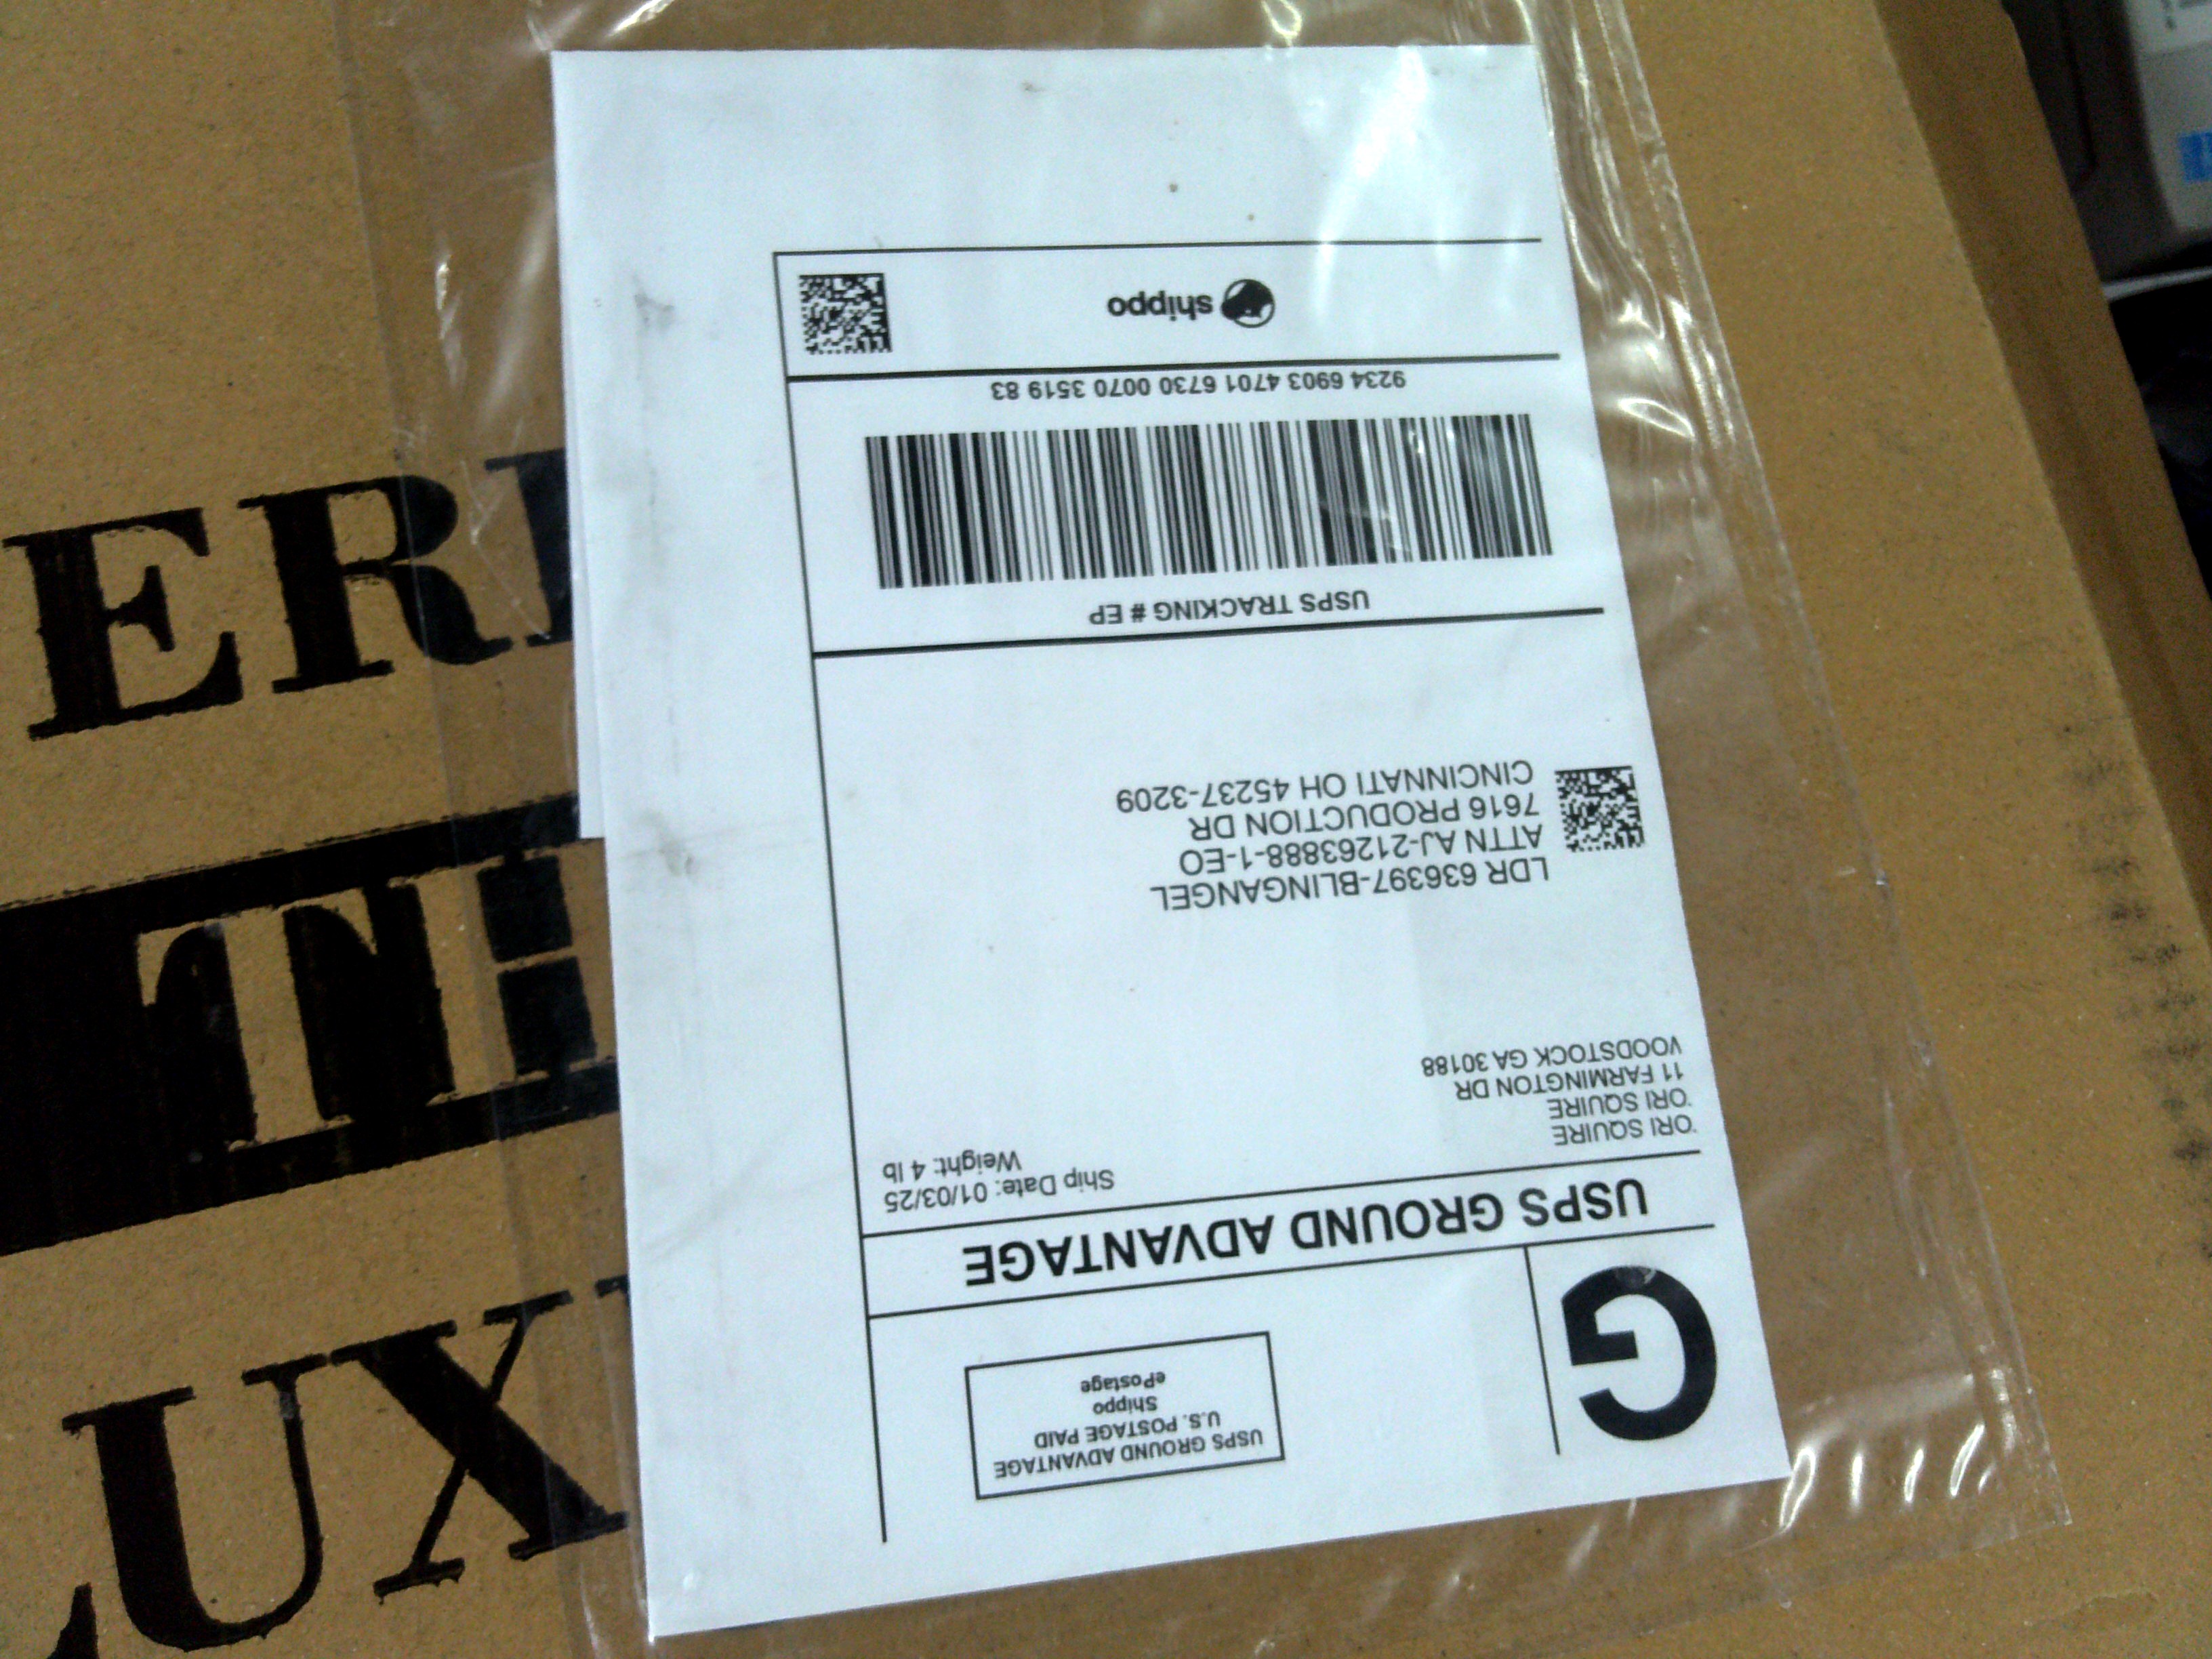 G
USPS GROUND ADVANTAGE
U.S. POSTAGE PAID
Shippo
ePostage
USPS GROUND ADVANTAGE
ORI SQUIRE
ORI SQUIRE
11 FARMINGTON DR
WOODSTOCK GA 30188
Ship Date: 01/03/25
Weight: 4 lb
LDR 636397-BLINGANGEL
ATTN AJ-21263888-1-EO
7616 PRODUCTION DR
CINCINNATI OH 45237-3209
USPS TRACKING # EP
9234 6903 4701 6730 0070 3519 83
shippo
ER
TH
LUX